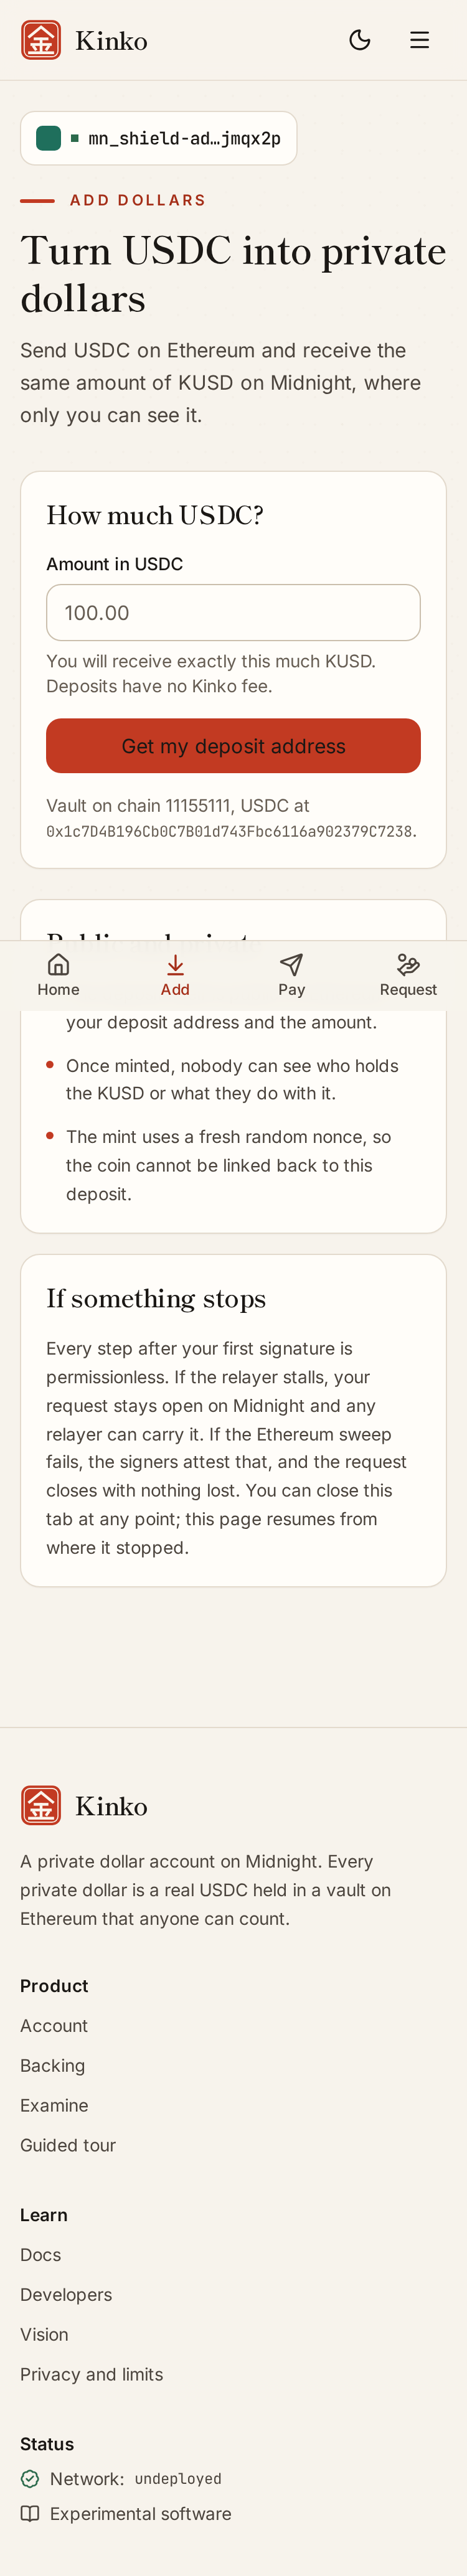 金 Kinko
mn_shield-ad…jmqx2p
ADD DOLLARS
Turn USDC into private
dollars
Send USDC on Ethereum and receive the
same amount of KUSD on Midnight, where
only you can see it.
How much USDC?
Amount in USDC
100.00
You will receive exactly this much KUSD.
Deposits have no Kinko fee.
Get my deposit address
Vault on chain 11155111, USDC at
0x1c7D4B196Cb0C7B01d743Fbc6116a902379C7238.
Public and private
Home
Add
Pay
Request
your deposit address and the amount.
Once minted, nobody can see who holds
the KUSD or what they do with it.
The mint uses a fresh random nonce, so
the coin cannot be linked back to this
deposit.
If something stops
Every step after your first signature is
permissionless. If the relayer stalls, your
request stays open on Midnight and any
relayer can carry it. If the Ethereum sweep
fails, the signers attest that, and the request
closes with nothing lost. You can close this
tab at any point; this page resumes from
where it stopped.
金 Kinko
A private dollar account on Midnight. Every
private dollar is a real USDC held in a vault on
Ethereum that anyone can count.
Product
Account
Backing
Examine
Guided tour
Learn
Docs
Developers
Vision
Privacy and limits
Status
Network: undeployed
Experimental software